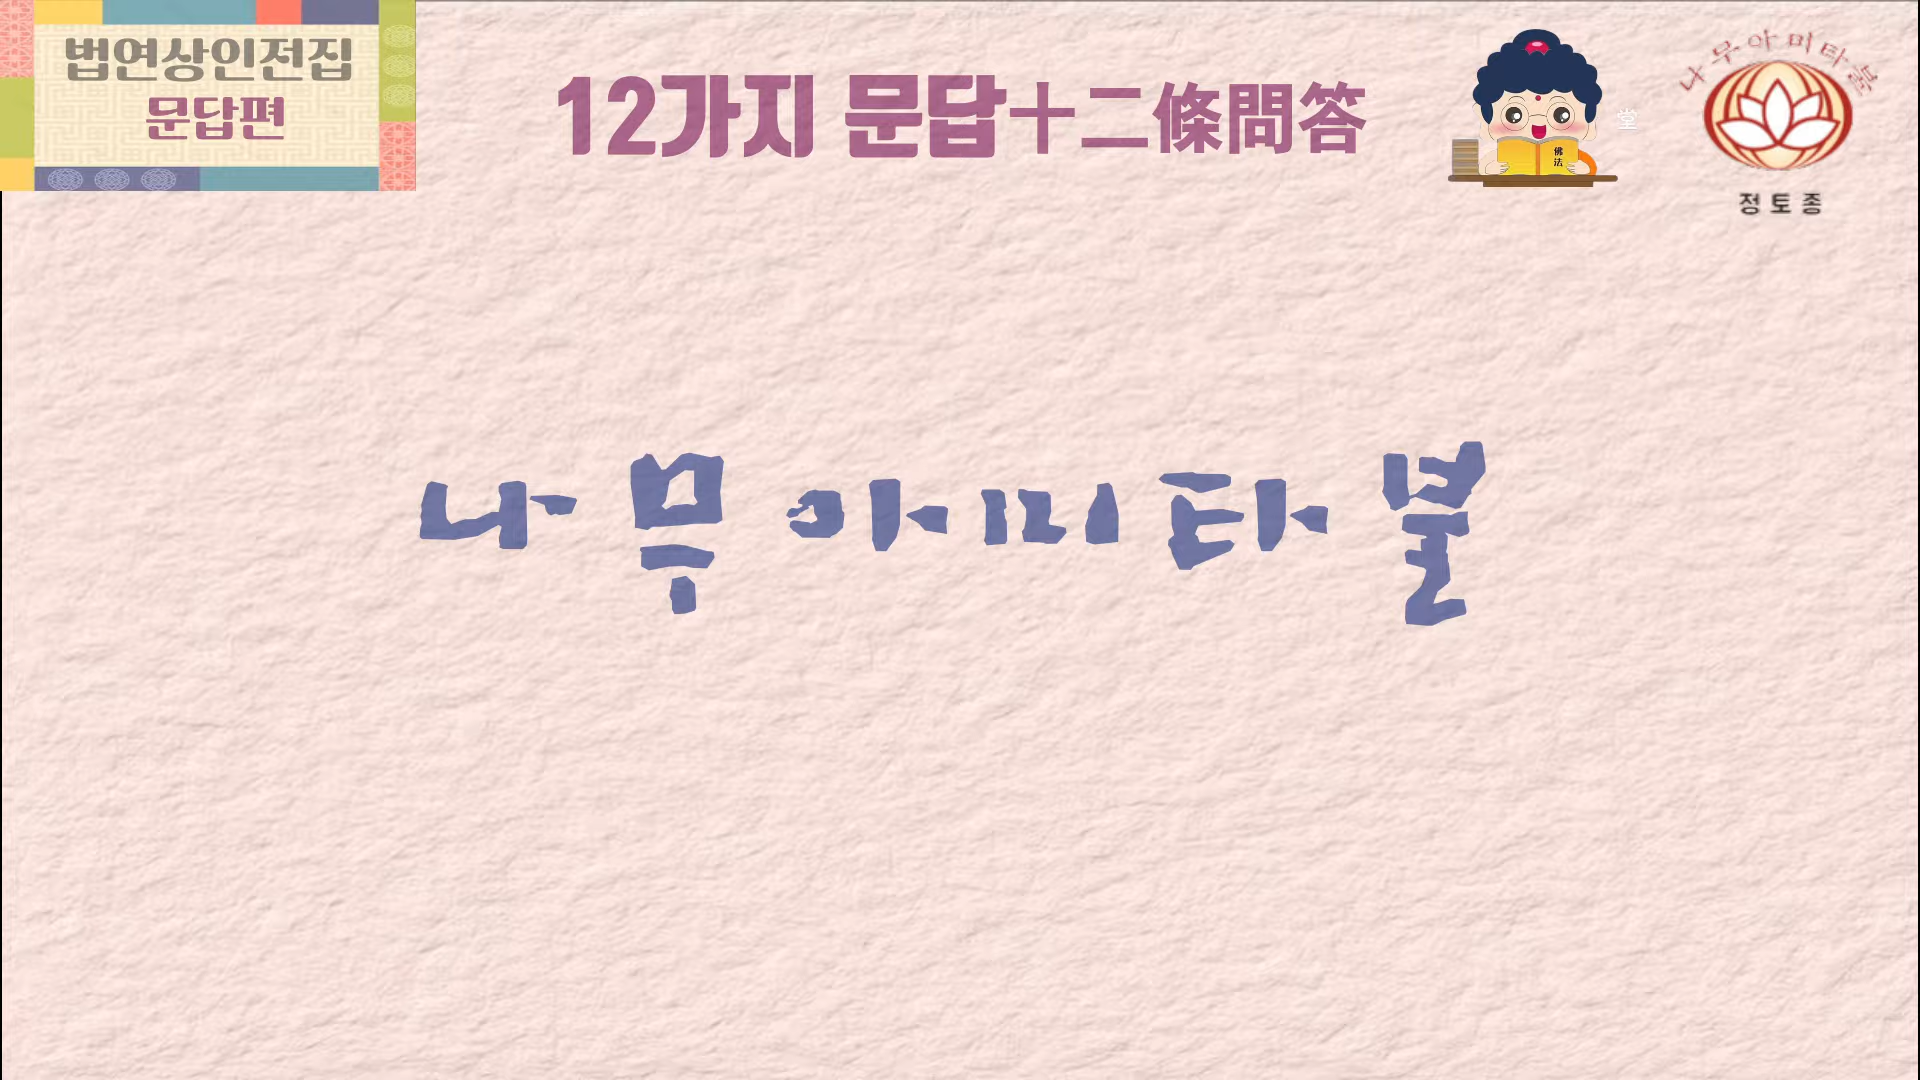 법연상인전집
문답편
12가지 문답十二條問答
佛法
堂
나무아미타불
정토종
나무아미타불